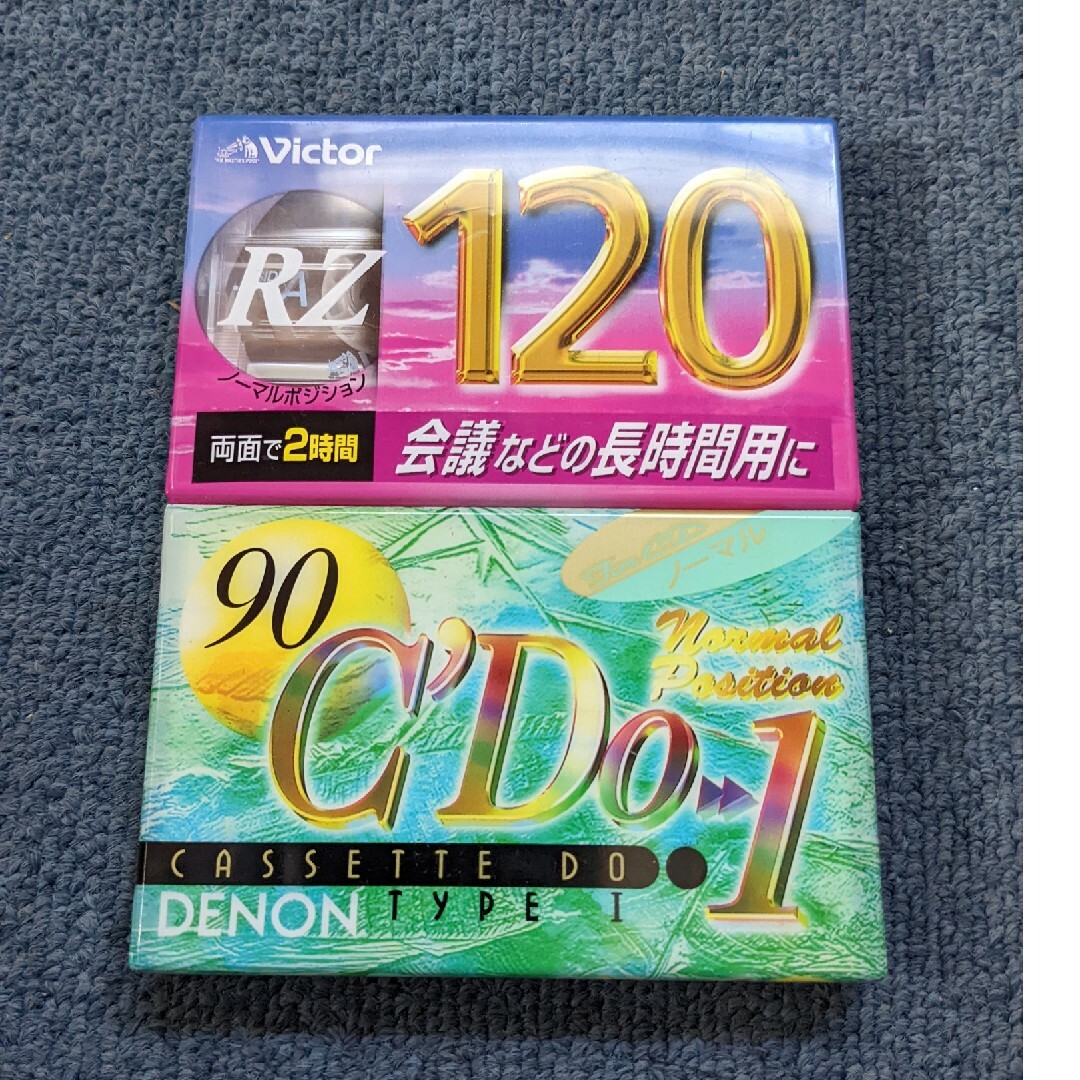 Victor
120
RZ
ノーマルポジション
両面で2時間
会議などの長時間用に
90
ノーマル
Normal
Position
C'Do 1
CASSETTE DO
DENON TYPE I